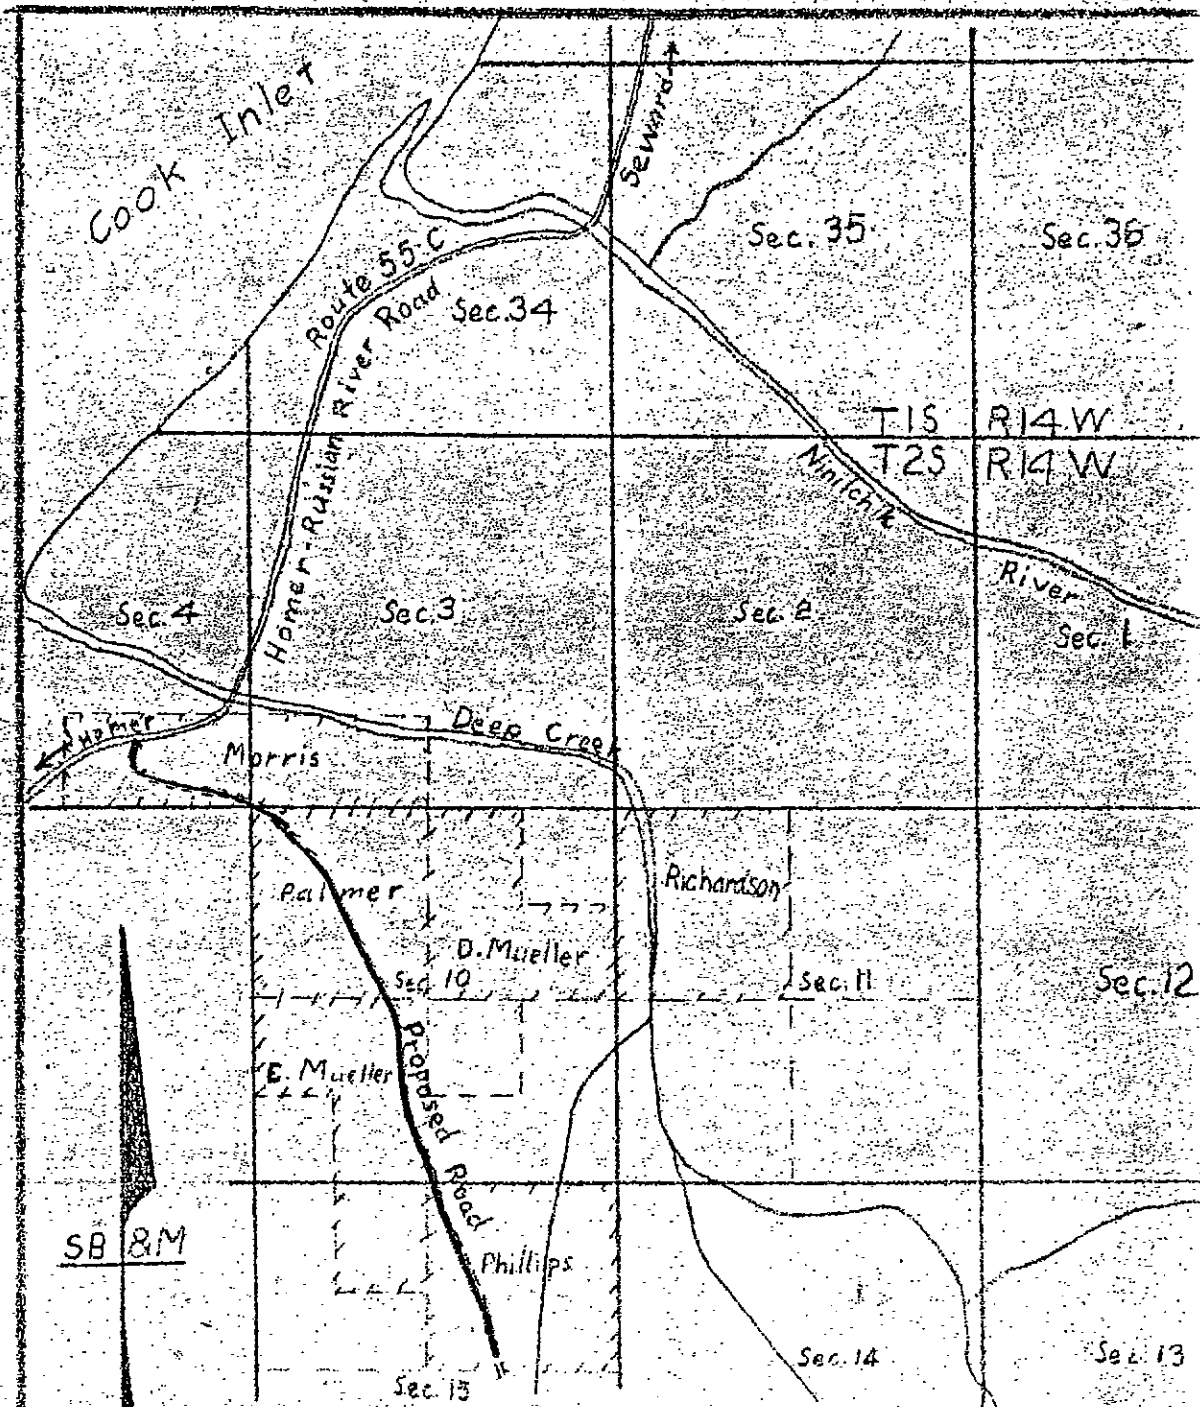 Cook Inlet
Seward
Sec. 35
Sec. 36
Route 55-C
Sec. 34
Homer-Russian River Road
T1S R14W
T2S R14W
Ninilchik River
Sec. 4
Sec. 3
Sec. 2
Sec. 1
Homer
Deep Creek
Morris
Palmer
Richardson
D. Mueller
Sec. 10
Sec. 11
Sec. 12
E. Mueller
Proposed Road
SB & M
Phillips
Sec. 15
Sec. 14
Sec. 13